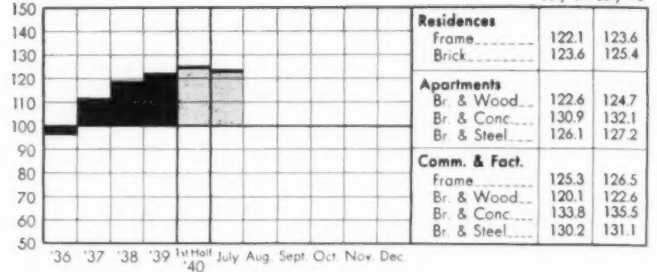 150
140
130
120
110
100
90
80
70
60
50
'36 '37 '38 '39 1st Half '40 July Aug. Sept. Oct. Nov. Dec.
Residences
Frame 122.1 123.6
Brick 123.6 125.4
Apartments
Br. & Wood 122.6 124.7
Br. & Conc. 130.9 132.1
Br. & Steel 126.1 127.2
Comm. & Fact.
Frame 125.3 126.5
Br. & Wood 120.1 122.6
Br. & Conc. 133.8 135.5
Br. & Steel 130.2 131.1